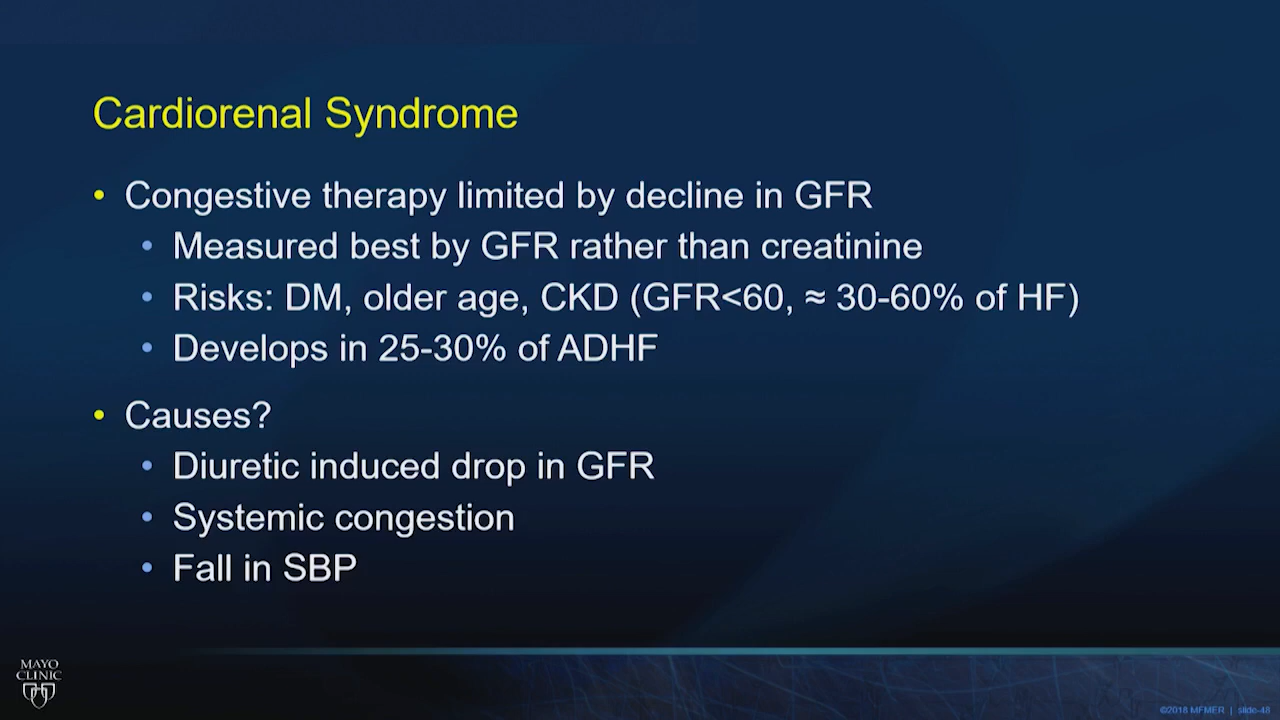 Cardiorenal Syndrome
• Congestive therapy limited by decline in GFR
• Measured best by GFR rather than creatinine
• Risks: DM, older age, CKD (GFR<60, ≈ 30-60% of HF)
• Develops in 25-30% of ADHF
• Causes?
• Diuretic induced drop in GFR
• Systemic congestion
• Fall in SBP
MAYO
CLINIC
©2018 MFMER | slide-48